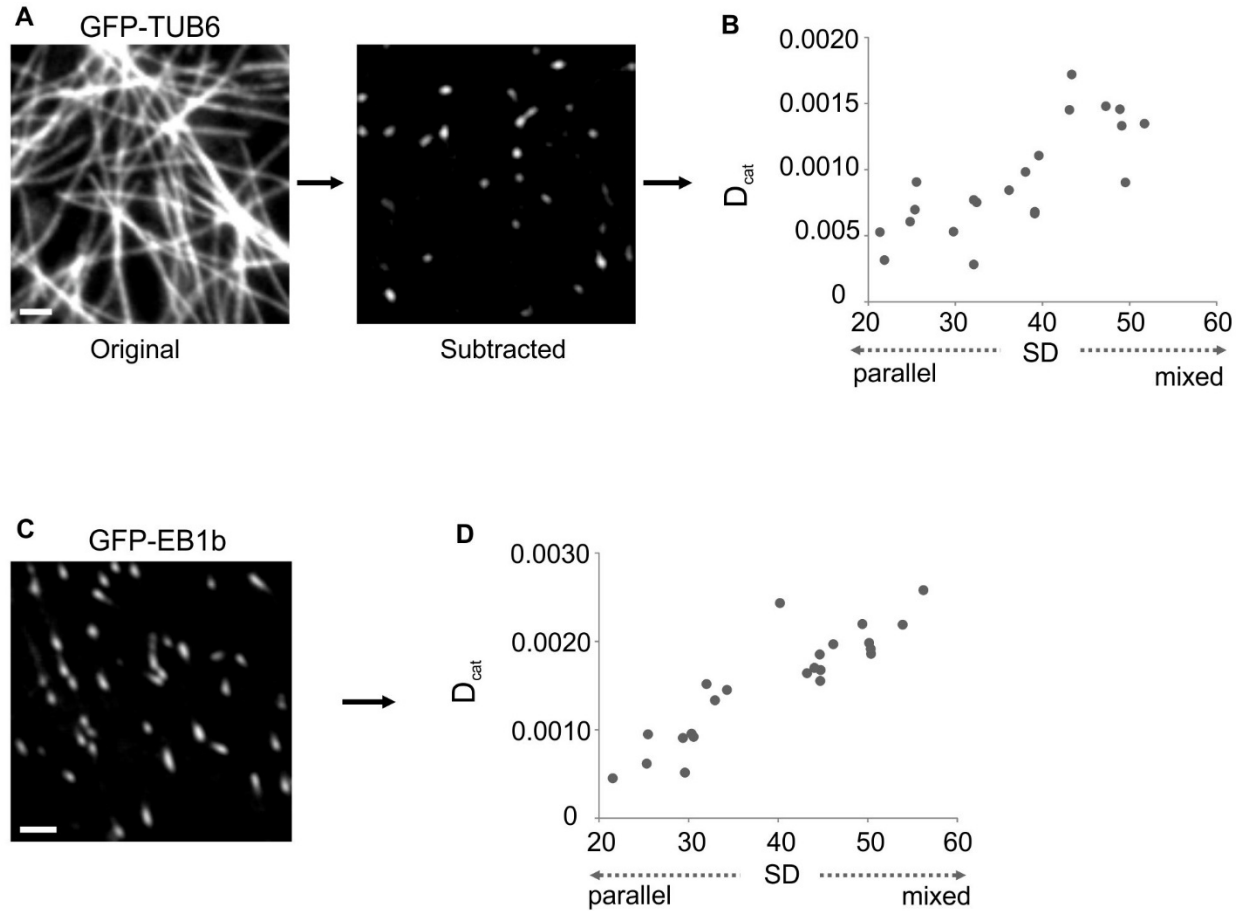 A
GFP-TUB6
Original
Subtracted
B
0.0020
0.0015
0.0010
0.005
0
D cat
20 30 40 50 60
SD
parallel mixed
C
GFP-EB1b
D
0.0030
0.0020
0.0010
0
D cat
20 30 40 50 60
SD
parallel mixed